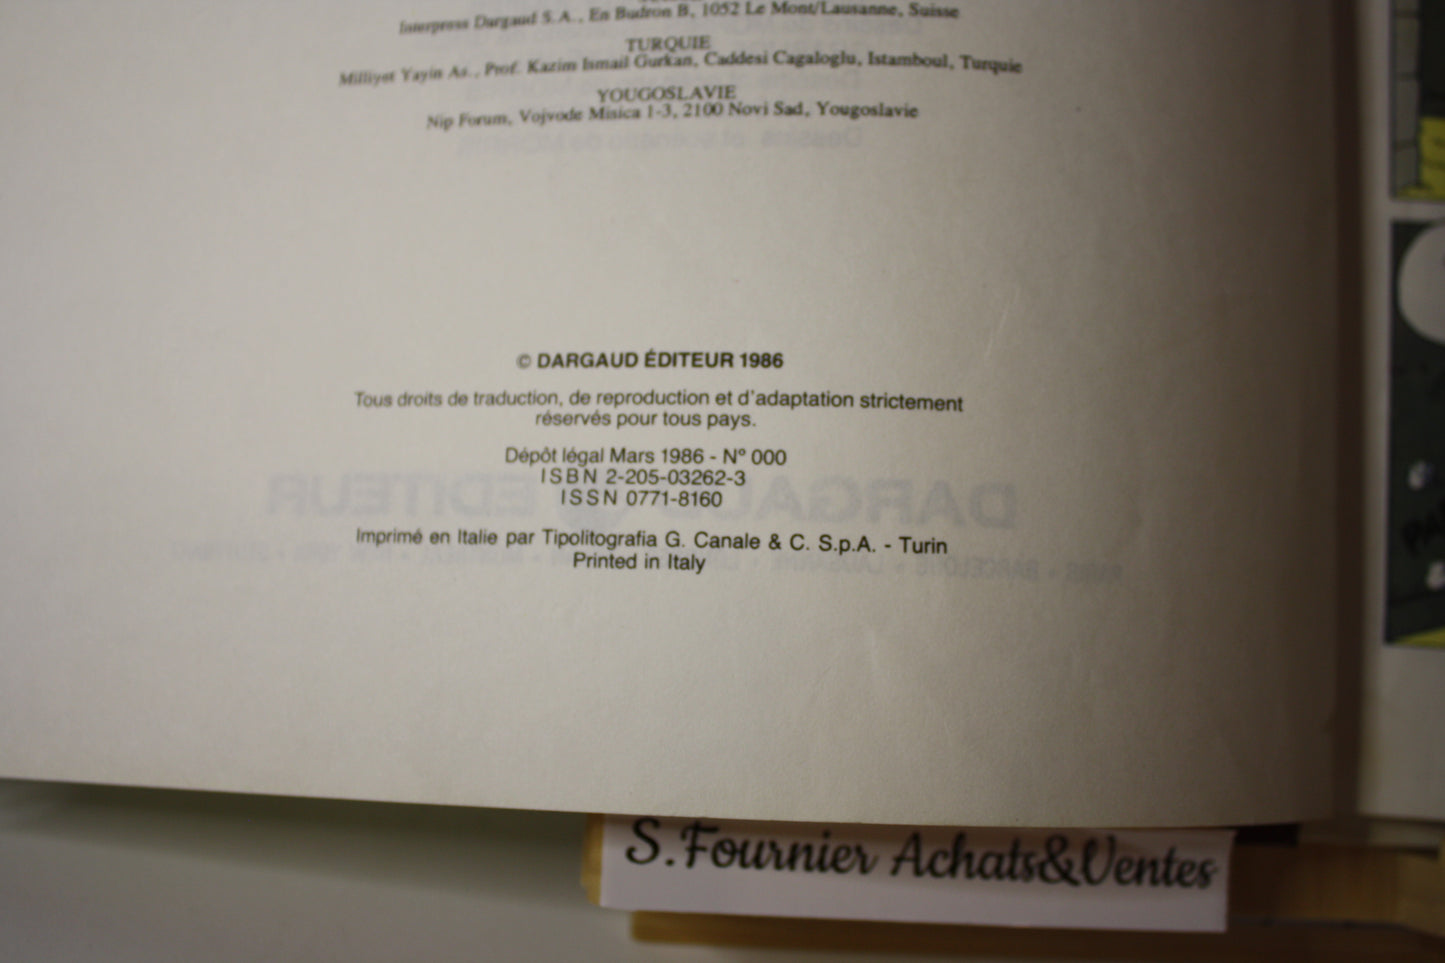 Interpress Dargaud S.A., En Budron B, 1052 Le Mont/Lausanne, Suisse
TURQUIE
Milliyet Yayin As., Prof. Kazim Ismail Gurkan, Caddesi Cagaloglu, Istamboul, Turquie
YOUGOSLAVIE
Nip Forum, Vojvode Misica 1-3, 2100 Novi Sad, Yougoslavie
© DARGAUD ÉDITEUR 1986
Tous droits de traduction, de reproduction et d'adaptation strictement
réservés pour tous pays.
Dépôt légal Mars 1986 - Nº 000
ISBN 2-205-03262-3
ISSN 0771-8160
Imprimé en Italie par Tipolitografia G. Canale & C. S.p.A. - Turin
Printed in Italy
S.Fournier Achats&Ventes